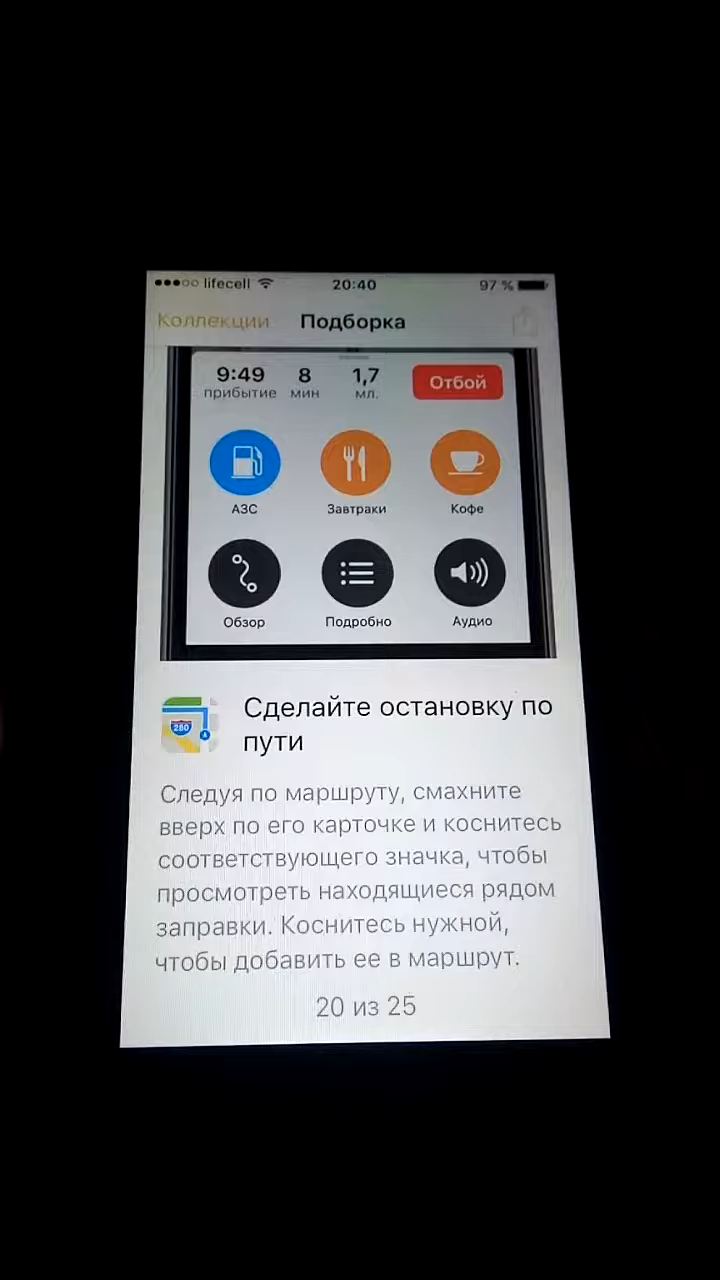 lifecell 20:40 97 %
Коллекции Подборка
9:49 8 1,7 Отбой
прибытие мин мл.
АЗС Завтраки Кофе
Обзор Подробно Аудио
280
Сделайте остановку по
пути
Следуя по маршруту, смахните
вверх по его карточке и коснитесь
соответствующего значка, чтобы
просмотреть находящиеся рядом
заправки. Коснитесь нужной,
чтобы добавить ее в маршрут.
20 из 25